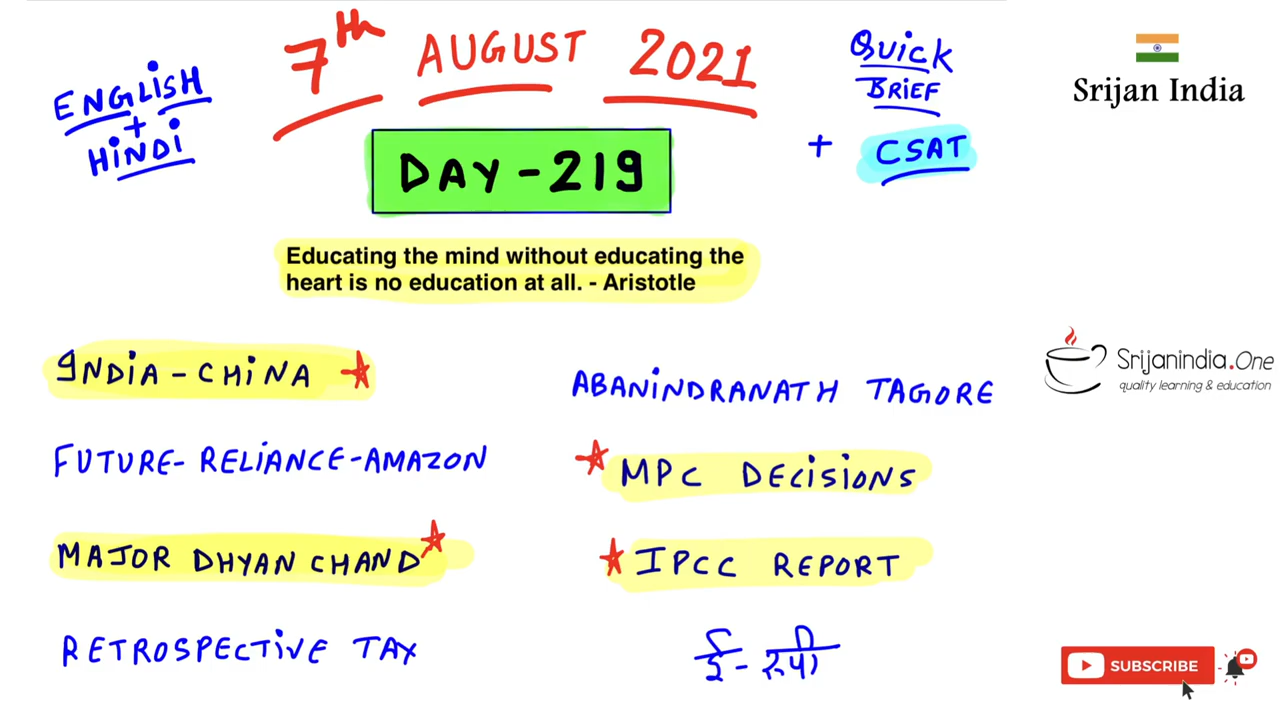 7th AUGUST 2021
ENGLISH
+
HINDI
QUICK
BRIEF
+ CSAT
Srijan India
DAY-219
Educating the mind without educating the
heart is no education at all. - Aristotle
INDIA-CHINA
FUTURE-RELIANCE-AMAZON
MAJOR DHYAN CHAND
RETROSPECTIVE TAX
ABANINDRANATH TAGORE
MPC DECISIONS
IPCC REPORT
Srijanindia.One
quality learning & education
SUBSCRIBE